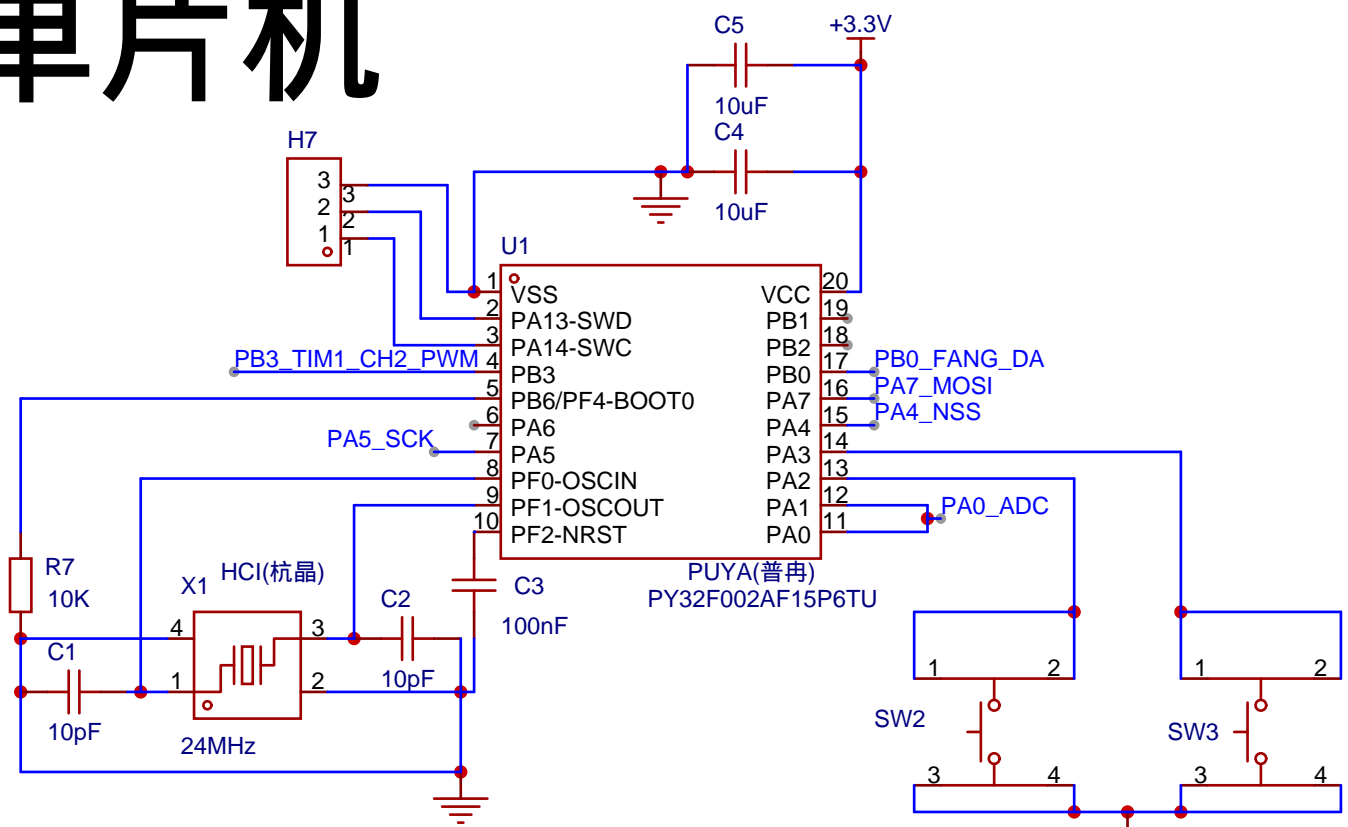 单片机
C5
+3.3V
10uF
C4
10uF
H7
3
3
2
2
1
1
U1
1
VSS
VCC
20
2
PA13-SWD
PB1
19
3
PA14-SWC
PB2
18
PB3_TIM1_CH2_PWM
4
PB3
PB0
17
PB0_FANG_DA
5
PB6/PF4-BOOT0
PA7
16
PA7_MOSI
6
PA6
PA4
15
PA4_NSS
PA5_SCK
7
PA5
PA3
14
8
PF0-OSCIN
PA2
13
9
PF1-OSCOUT
PA1
12
PA0_ADC
10
PF2-NRST
PA0
11
R7
10K
X1
HCI(杭晶)
C2
10pF
C3
100nF
PUYA(普冉)
PY32F002AF15P6TU
4
3
C1
1
2
10pF
24MHz
1
2
SW2
3
4
1
2
SW3
3
4